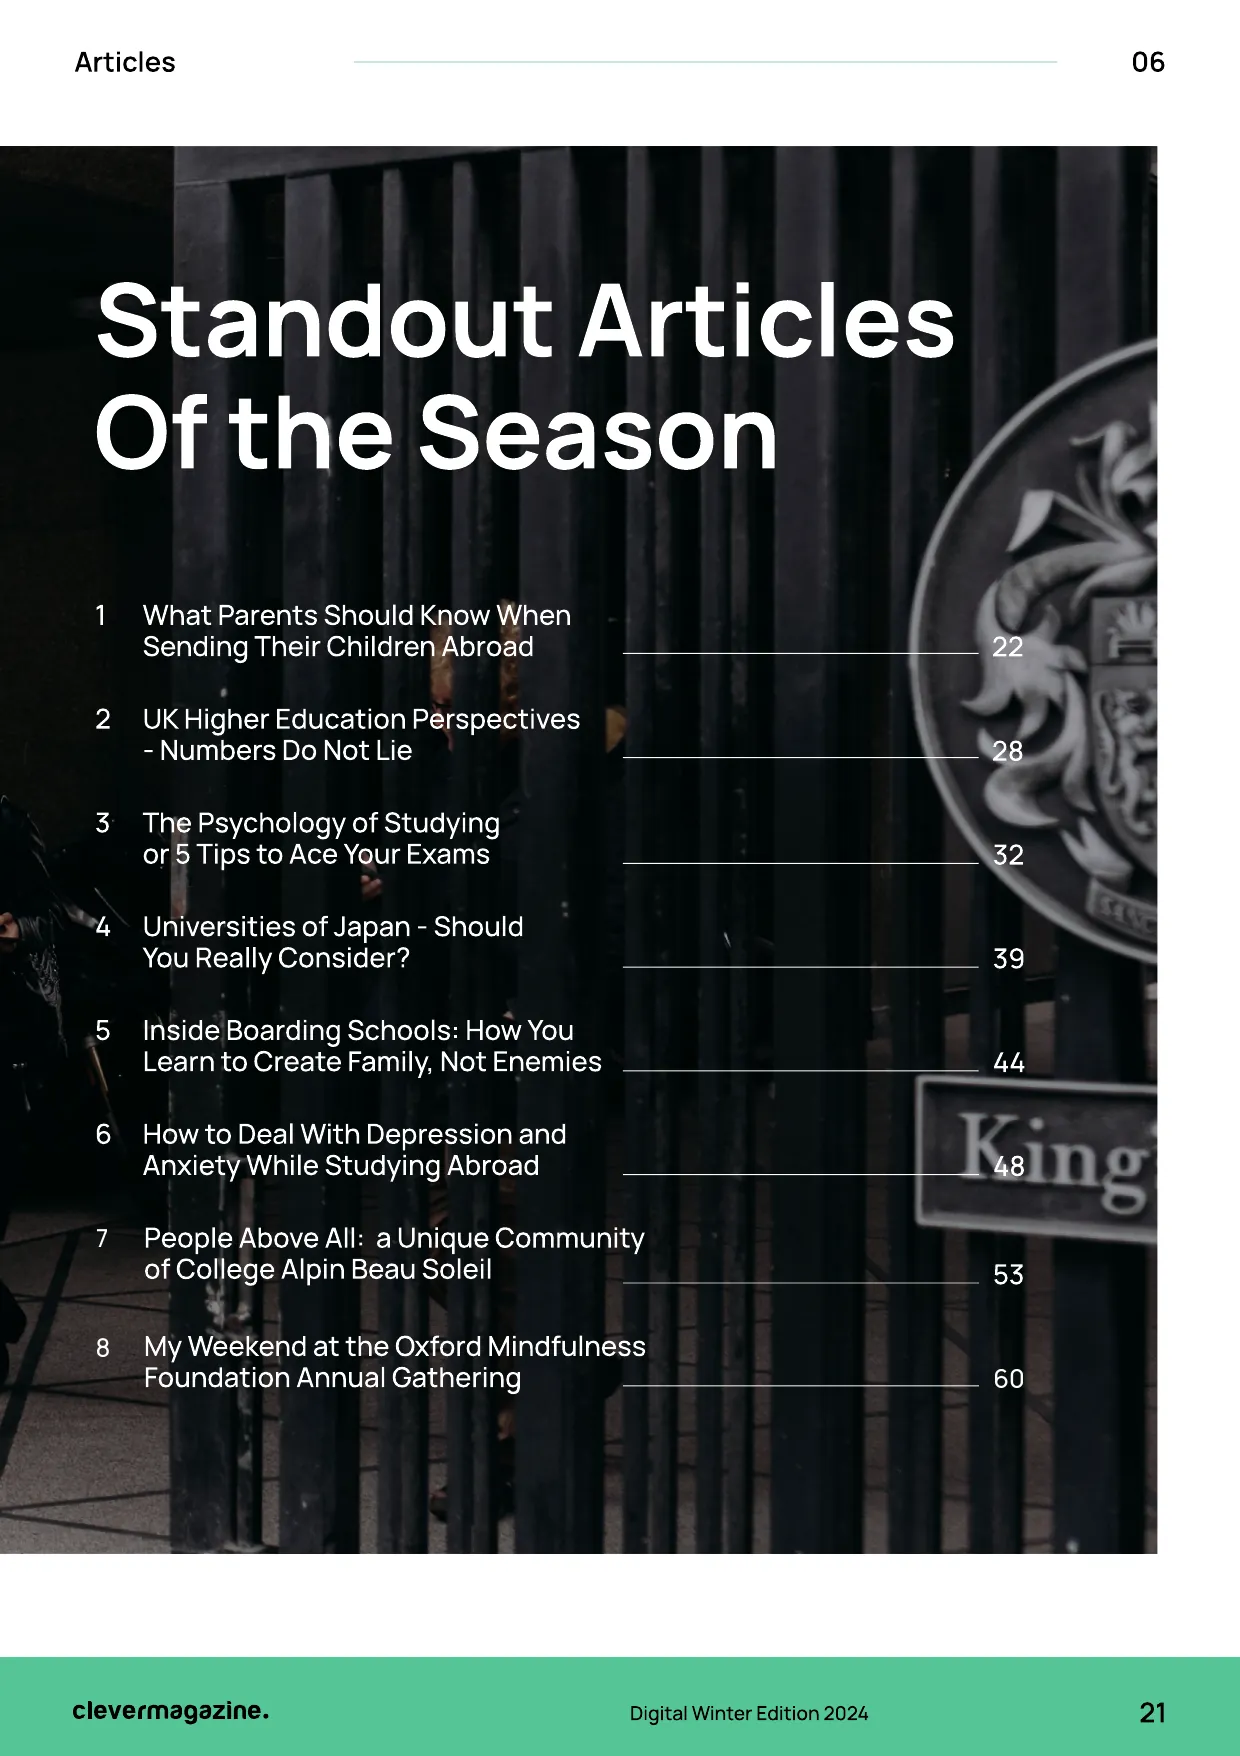 Articles
06
Standout Articles
Of the Season
1 What Parents Should Know When
Sending Their Children Abroad 22
2 UK Higher Education Perspectives
- Numbers Do Not Lie 28
3 The Psychology of Studying
or 5 Tips to Ace Your Exams 32
4 Universities of Japan - Should
You Really Consider? 39
5 Inside Boarding Schools: How You
Learn to Create Family, Not Enemies 44
6 How to Deal With Depression and
Anxiety While Studying Abroad 48
King
7 People Above All:  a Unique Community
of College Alpin Beau Soleil 53
8 My Weekend at the Oxford Mindfulness
Foundation Annual Gathering 60
clevermagazine.
Digital Winter Edition 2024
21